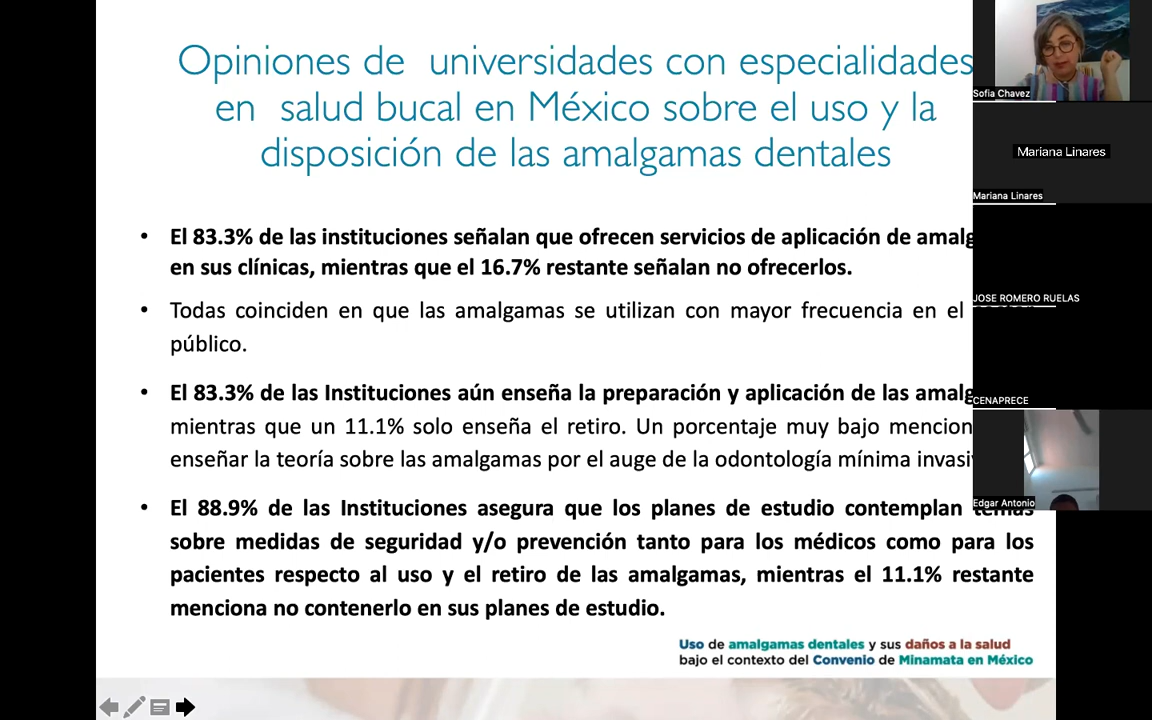 Opiniones de universidades con especialidades
en salud bucal en México sobre el uso y la
disposición de las amalgamas dentales
• El 83.3% de las instituciones señalan que ofrecen servicios de aplicación de amalg
en sus clínicas, mientras que el 16.7% restante señalan no ofrecerlos.
• Todas coinciden en que las amalgamas se utilizan con mayor frecuencia en el
público.
• El 83.3% de las Instituciones aún enseña la preparación y aplicación de las amalg
mientras que un 11.1% solo enseña el retiro. Un porcentaje muy bajo mencion
enseñar la teoría sobre las amalgamas por el auge de la odontología mínima invasi
• El 88.9% de las Instituciones asegura que los planes de estudio contemplan temas
sobre medidas de seguridad y/o prevención tanto para los médicos como para los
pacientes respecto al uso y el retiro de las amalgamas, mientras el 11.1% restante
menciona no contenerlo en sus planes de estudio.
Uso de amalgamas dentales y sus daños a la salud
bajo el contexto del Convenio de Minamata en México
Sofia Chavez
Mariana Linares
Mariana Linares
JOSE ROMERO RUELAS
CENAPRECE
Edgar Antonio